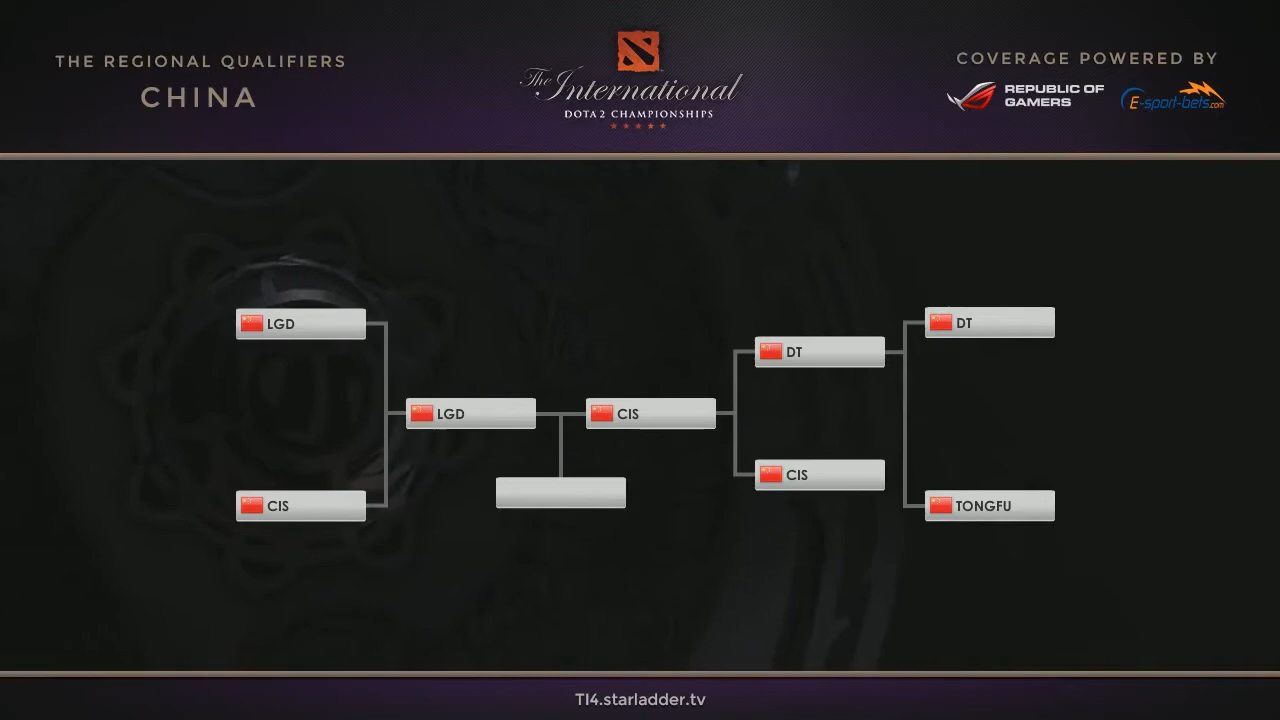 THE REGIONAL QUALIFIERS
CHINA
The International
DOTA 2 CHAMPIONSHIPS
COVERAGE POWERED BY
REPUBLIC OF
GAMERS
E-sport-bets.com
LGD
CIS
LGD
CIS
DT
CIS
DT
TONGFU
TI4.starladder.tv